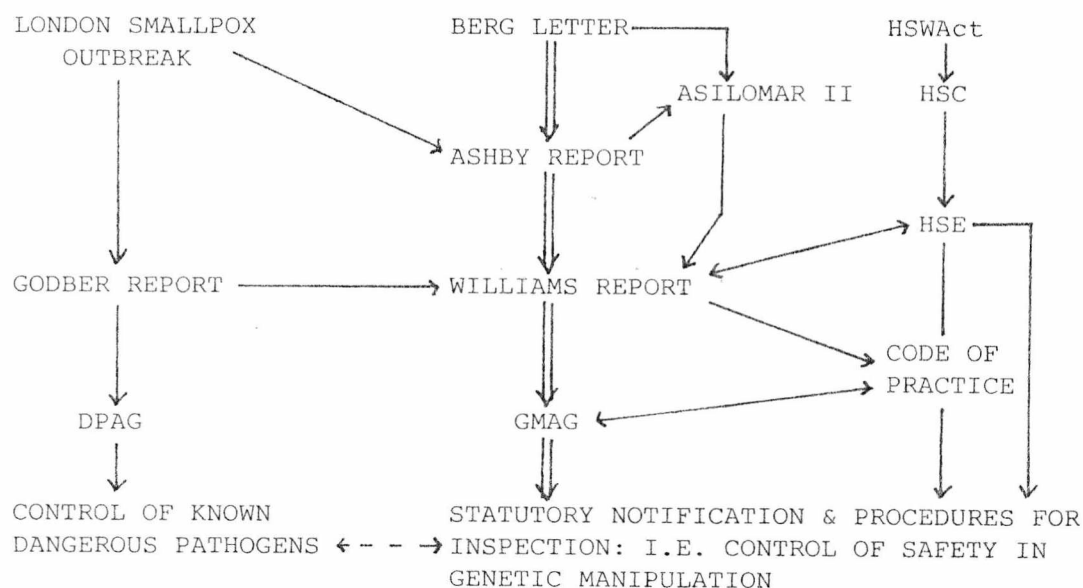 LONDON SMALLPOX
OUTBREAK
BERG LETTER
HSWAct
ASILOMAR II
HSC
ASHBY REPORT
HSE
GODBER REPORT
WILLIAMS REPORT
CODE OF
PRACTICE
DPAG
GMAG
CONTROL OF KNOWN
DANGEROUS PATHOGENS
STATUTORY NOTIFICATION & PROCEDURES FOR
INSPECTION: I.E. CONTROL OF SAFETY IN
GENETIC MANIPULATION